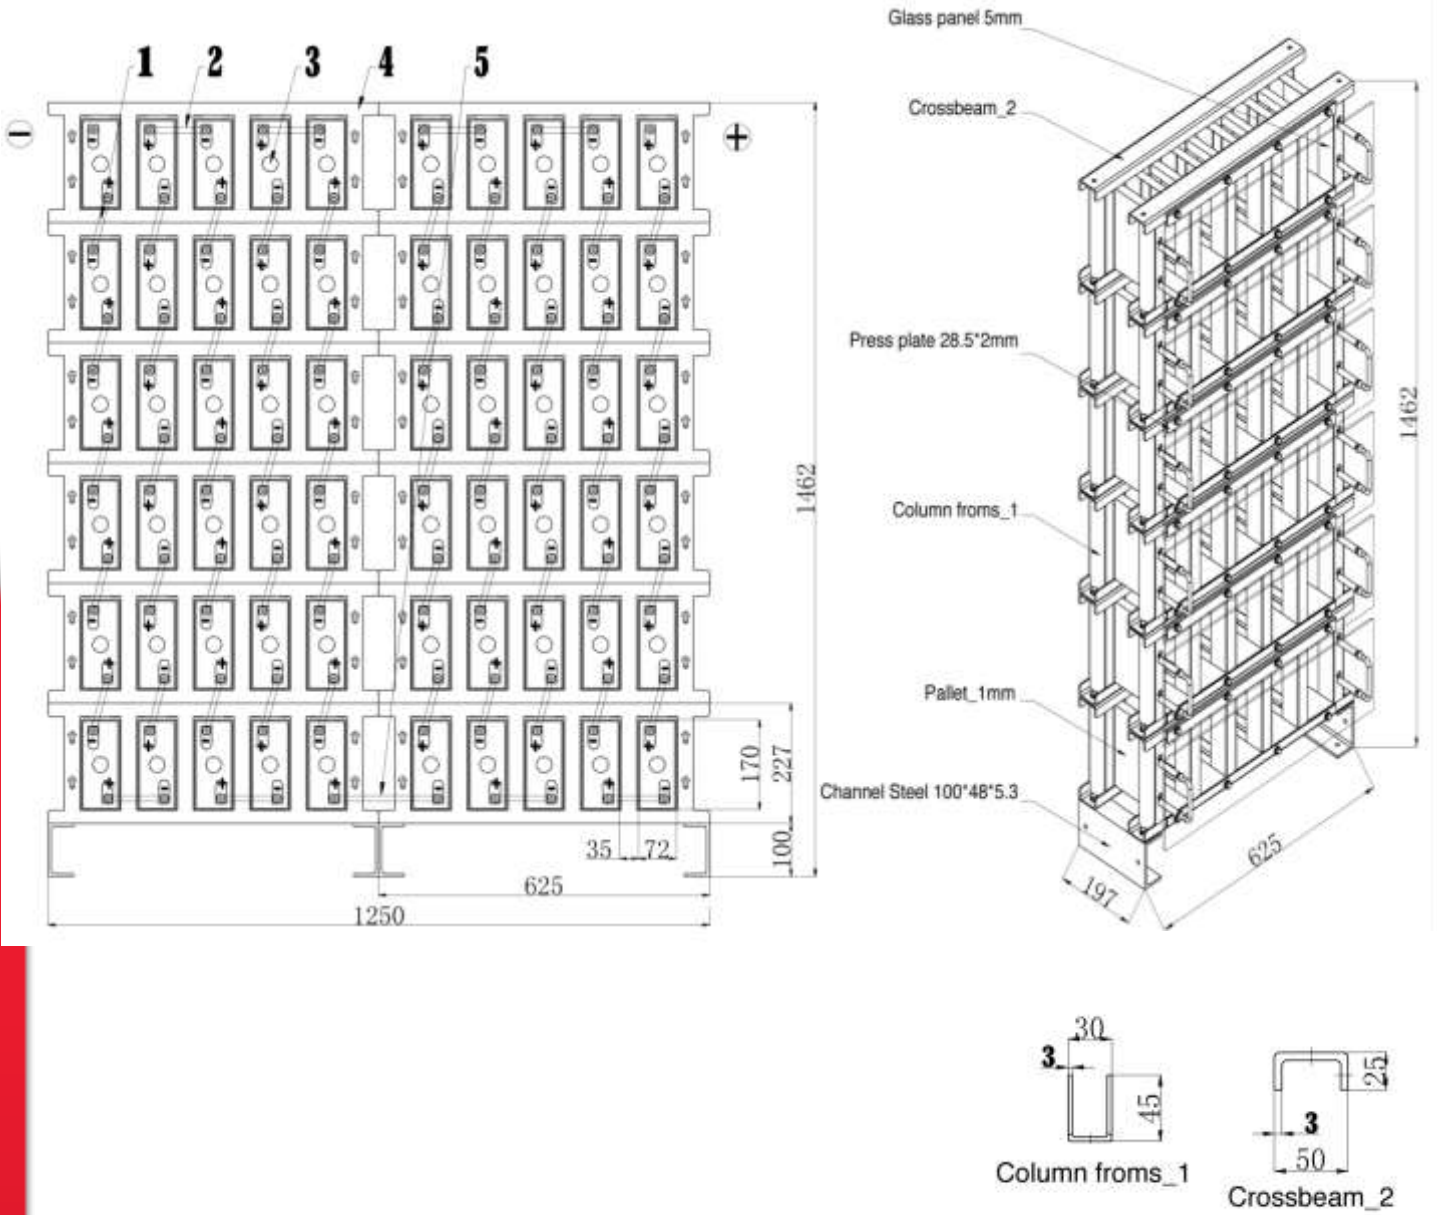 Glass panel 5mm
1 2 3 4 5
Crossbeam_2
Press plate 28.5*2mm
1462
1462
Column froms_1
Pallet_1mm
170
227
Channel Steel 100*48*5.3
35
72
100
625
625
197
1250
30
3
45
25
3
50
Column froms_1
Crossbeam_2